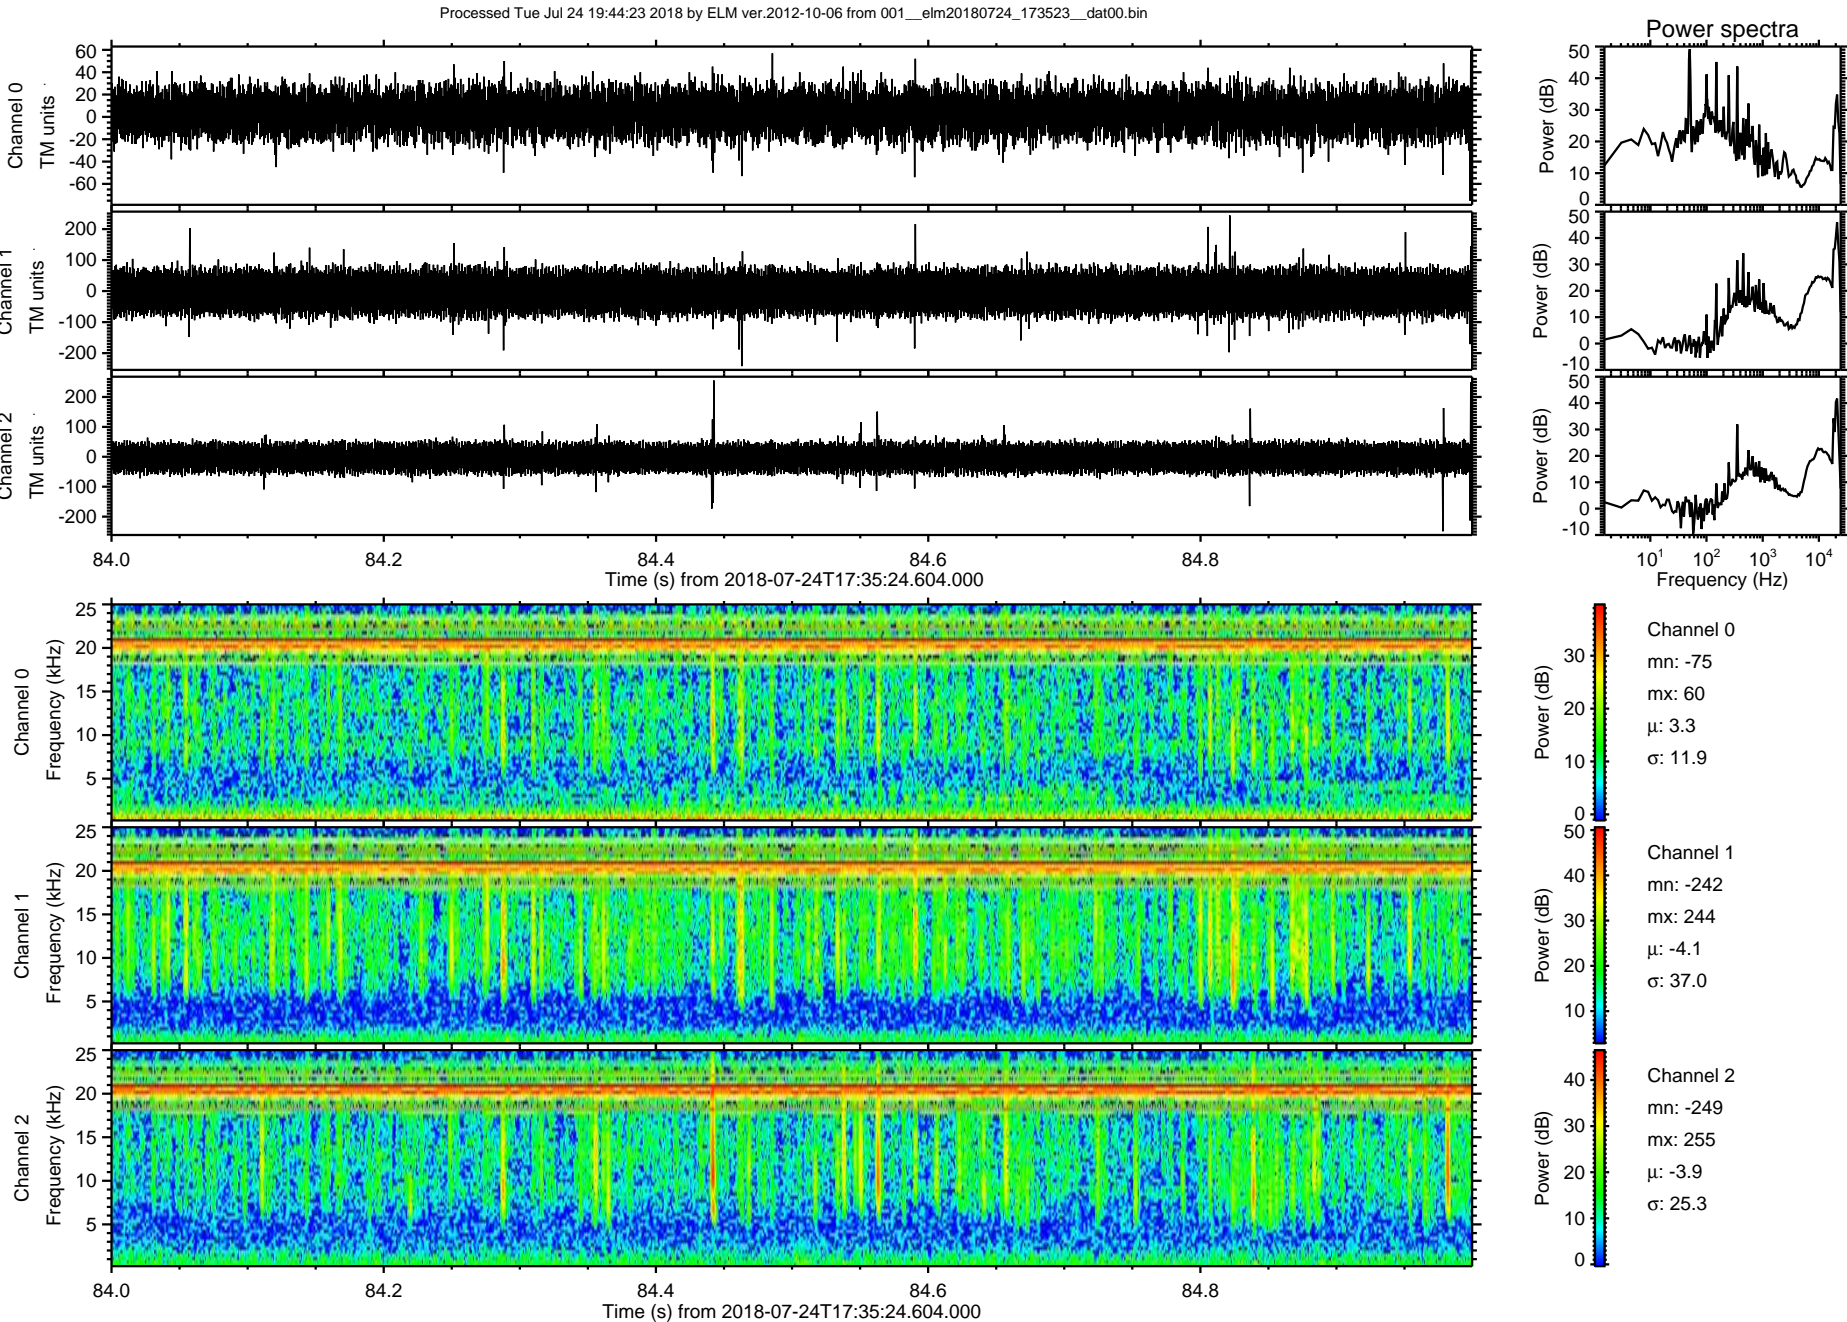 Processed Tue Jul 24 19:44:23 2018 by ELM ver.2012-10-06 from 001__elm20180724_173523__dat00.bin
Power spectra
Channel 0
TM units
60
40
20
0
-20
-40
-60
Power (dB)
50
40
30
20
10
0
Channel 1
TM units
200
100
0
-100
-200
Power (dB)
50
40
30
20
10
0
-10
Channel 2
TM units
200
100
0
-100
-200
Power (dB)
50
40
30
20
10
0
-10
84.0 84.2 84.4 84.6 84.8
Time (s) from 2018-07-24T17:35:24.604.000
10^1 10^2 10^3 10^4
Frequency (Hz)
Channel 0
Frequency (kHz)
25
20
15
10
5
Power (dB)
30
20
10
0
Channel 0
mn: -75
mx: 60
μ: 3.3
σ: 11.9
Channel 1
Frequency (kHz)
25
20
15
10
5
Power (dB)
50
40
30
20
10
Channel 1
mn: -242
mx: 244
μ: -4.1
σ: 37.0
Channel 2
Frequency (kHz)
25
20
15
10
5
Power (dB)
40
30
20
10
0
Channel 2
mn: -249
mx: 255
μ: -3.9
σ: 25.3
84.0 84.2 84.4 84.6 84.8
Time (s) from 2018-07-24T17:35:24.604.000